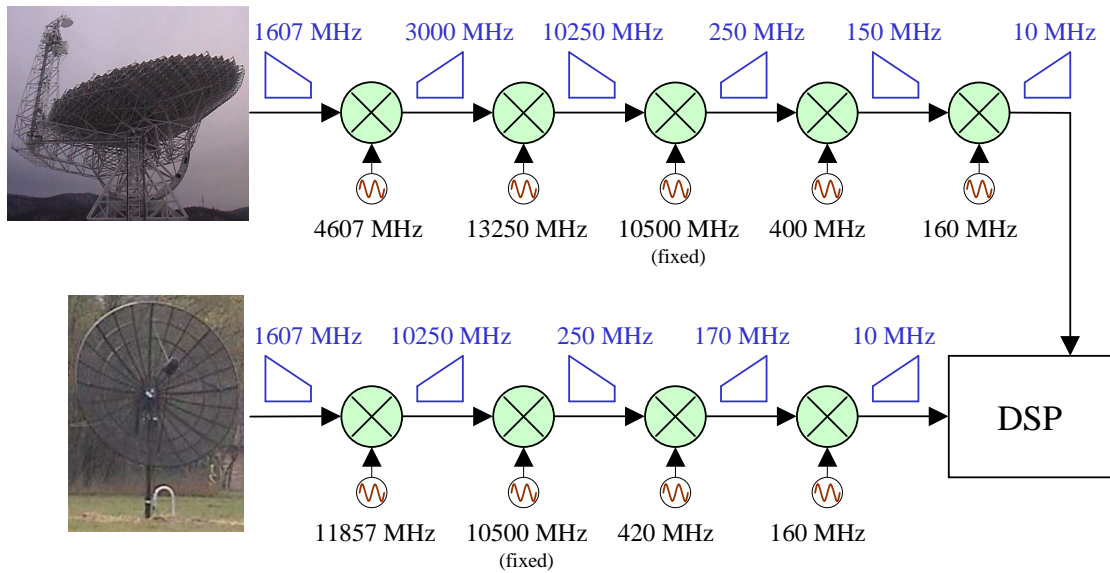 1607 MHz 3000 MHz 10250 MHz 250 MHz 150 MHz 10 MHz
4607 MHz 13250 MHz 10500 MHz 400 MHz 160 MHz
(fixed)
1607 MHz 10250 MHz 250 MHz 170 MHz 10 MHz
DSP
11857 MHz 10500 MHz 420 MHz 160 MHz
(fixed)